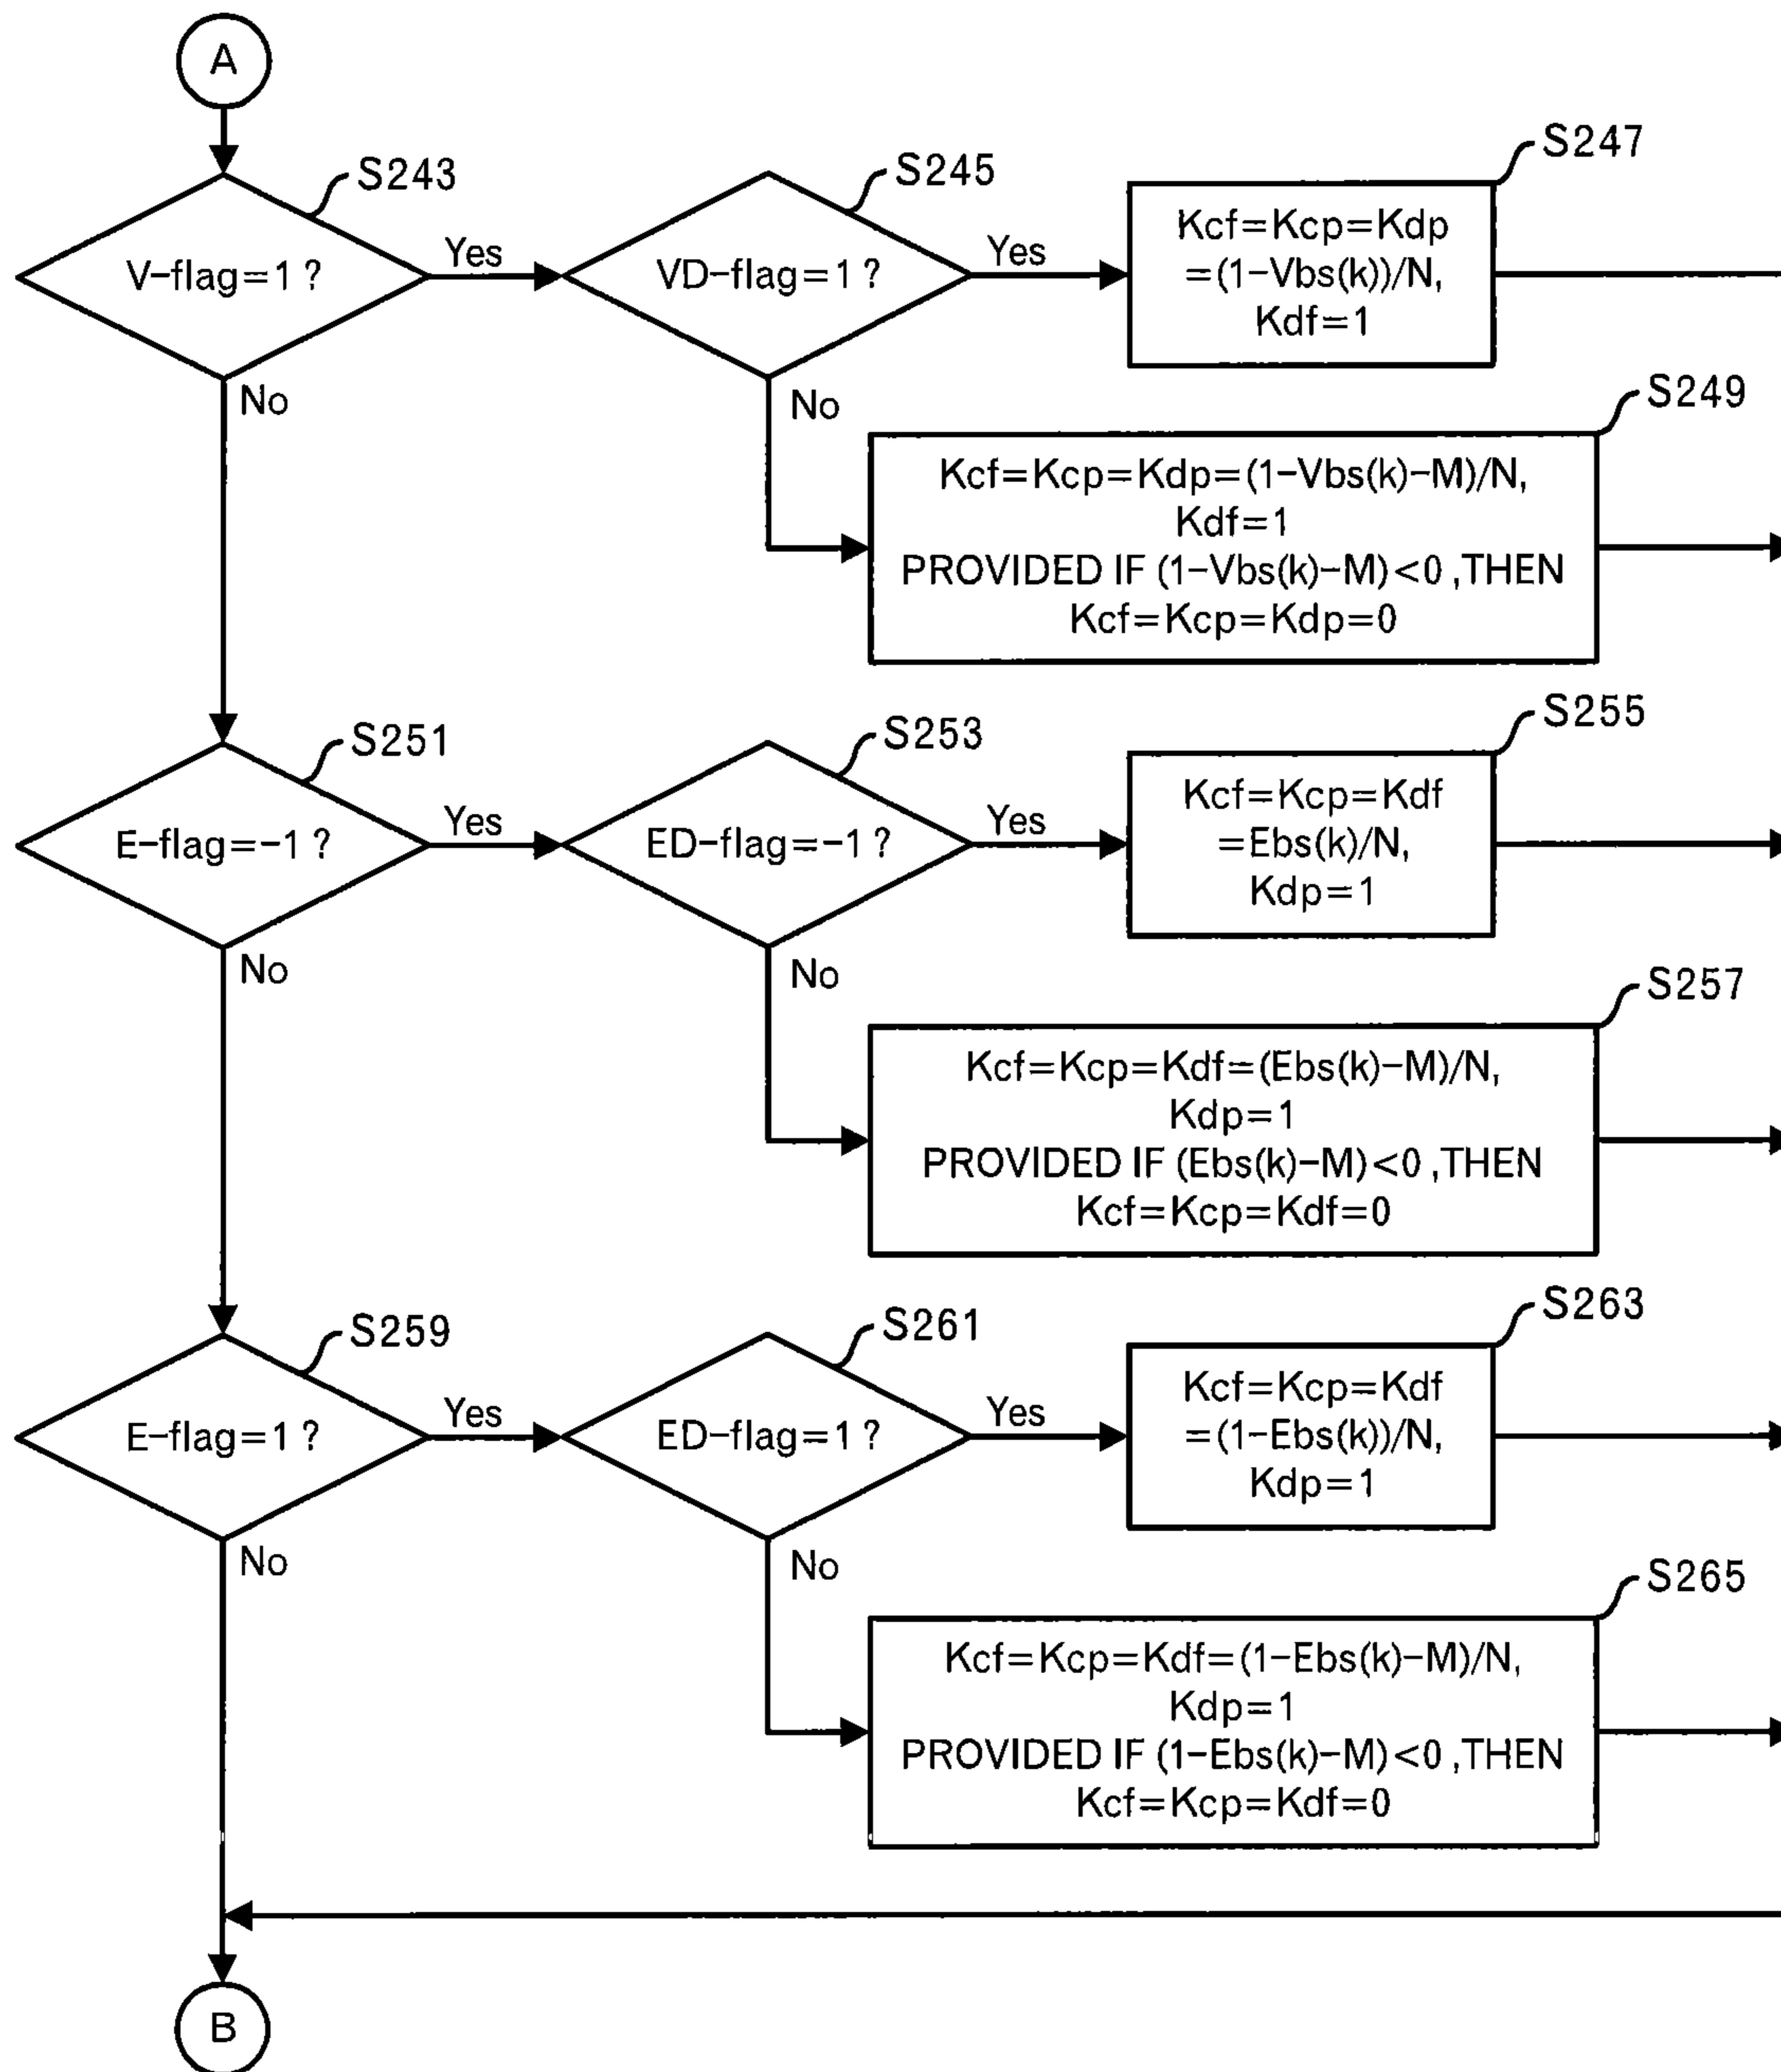 A
S243
V-flag=1 ?
Yes
No
S245
VD-flag=1 ?
Yes
No
S247
Kcf=Kcp=Kdp
=(1-Vbs(k))/N,
Kdf=1
S249
Kcf=Kcp=Kdp=(1-Vbs(k)-M)/N,
Kdf=1
PROVIDED IF (1-Vbs(k)-M)<0 ,THEN
Kcf=Kcp=Kdp=0
S251
E-flag=-1 ?
Yes
No
S253
ED-flag=-1 ?
Yes
No
S255
Kcf=Kcp=Kdf
=Ebs(k)/N,
Kdp=1
S257
Kcf=Kcp=Kdf=(Ebs(k)-M)/N,
Kdp=1
PROVIDED IF (Ebs(k)-M)<0 ,THEN
Kcf=Kcp=Kdf=0
S259
E-flag=1 ?
Yes
No
S261
ED-flag=1 ?
Yes
No
S263
Kcf=Kcp=Kdf
=(1-Ebs(k))/N,
Kdp=1
S265
Kcf=Kcp=Kdf=(1-Ebs(k)-M)/N,
Kdp=1
PROVIDED IF (1-Ebs(k)-M)<0 ,THEN
Kcf=Kcp=Kdf=0
B